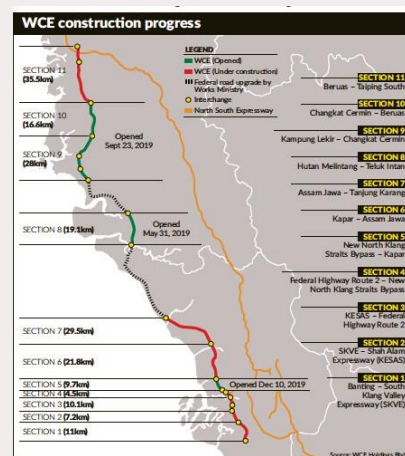 WCE construction progress
LEGEND
WCE (Opened)
WCE (Under construction)
Federal road upgrade by
Works Ministry
Interchange
North South Expressway
SECTION 11
(35.5km)
SECTION 10
(16.6km)
Opened
Sept 23, 2019
SECTION 9
(28km)
SECTION 8 (19.1km)
Opened
May 31, 2019
SECTION 7 (29.5km)
SECTION 6 (21.8km)
SECTION 5 (9.7km)
SECTION 4 (4.5km)
SECTION 3 (10.1km)
SECTION 2 (7.2km)
SECTION 1 (11km)
Opened Dec 10, 2019
SECTION 11
Beruas – Taiping South
SECTION 10
Changkat Cermin – Beruas
SECTION 9
Kampung Lekir – Changkat Cermin
SECTION 8
Hutan Melintang – Teluk Intan
SECTION 7
Assam Jawa – Tanjung Karang
SECTION 6
Kapar – Assam Jawa
SECTION 5
New North Klang
Straits Bypass – Kapar
SECTION 4
Federal Highway Route 2 – New
North Klang Straits Bypass
SECTION 3
KESAS – Federal
Highway Route 2
SECTION 2
SKVE – Shah Alam
Expressway (KESAS)
SECTION 1
Banting – South
Klang Valley
Expressway (SKVE)
Source: WCE Holdings Bhd